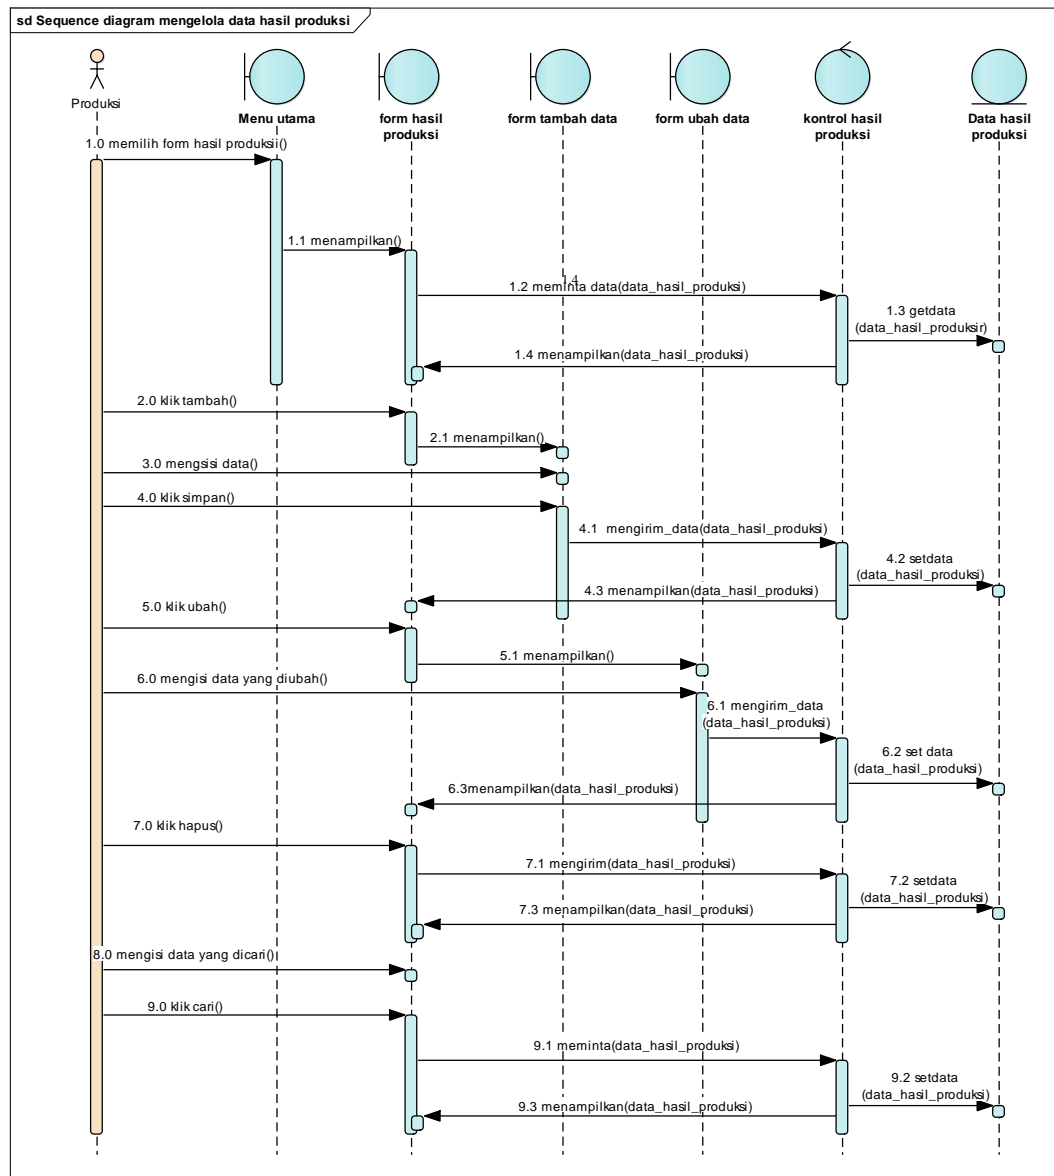 sd Sequence diagram mengelola data hasil produksi
Produksi
Menu utama
form hasil
produksi
form tambah data
form ubah data
kontrol hasil
produksi
Data hasil
produksi
1.0 memilih form hasil produksii()
1.1 menampilkan()
14
1.2 meminta data(data_hasil_produksi)
1.3 getdata
(data_hasil_produksir)
1.4 menampilkan(data_hasil_produksi)
2.0 klik tambah()
2.1 menampilkan()
3.0 mengsisi data()
4.0 klik simpan()
4.1 mengirim_data(data_hasil_produksi)
4.2 setdata
(data_hasil_produksi)
4.3 menampilkan(data_hasil_produksi)
5.0 klik ubah()
5.1 menampilkan()
6.0 mengisi data yang diubah()
6.1 mengirim_data
(data_hasil_produksi)
6.2 set data
(data_hasil_produksi)
6.3menampilkan(data_hasil_produksi)
7.0 klik hapus()
7.1 mengirim(data_hasil_produksi)
7.2 setdata
(data_hasil_produksi)
7.3 menampilkan(data_hasil_produksi)
8.0 mengisi data yang dicari()
9.0 klik cari()
9.1 meminta(data_hasil_produksi)
9.2 setdata
(data_hasil_produksi)
9.3 menampilkan(data_hasil_produksi)